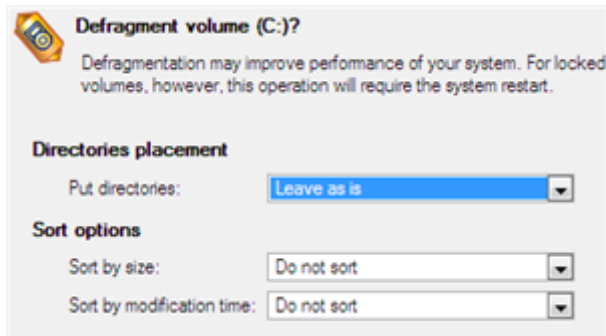 Defragment volume (C:)?
Defragmentation may improve performance of your system. For locked
volumes, however, this operation will require the system restart.
Directories placement
Put directories: Leave as is
Sort options
Sort by size: Do not sort
Sort by modification time: Do not sort